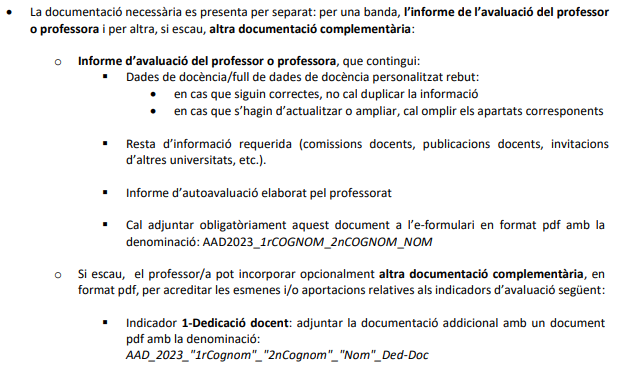 • La documentació necessària es presenta per separat: per una banda, l'informe de l'avaluació del professor
o professora i per altra, si escau, altra documentació complementària:
o Informe d'avaluació del professor o professora, que contingui:
▪ Dades de docència/full de dades de docència personalitzat rebut:
• en cas que siguin correctes, no cal duplicar la informació
• en cas que s'hagin d'actualitzar o ampliar, cal omplir els apartats corresponents
▪ Resta d'informació requerida (comissions docents, publicacions docents, invitacions
d'altres universitats, etc.).
▪ Informe d'autoavaluació elaborat pel professorat
▪ Cal adjuntar obligatòriament aquest document a l'e-formulari en format pdf amb la
denominació: AAD2023_1rCOGNOM_2nCOGNOM_NOM
o Si escau, el professor/a pot incorporar opcionalment altra documentació complementària, en
format pdf, per acreditar les esmenes i/o aportacions relatives als indicadors d'avaluació següent:
▪ Indicador 1-Dedicació docent: adjuntar la documentació addicional amb un document
pdf amb la denominació:
AAD_2023_"1rCognom"_"2nCognom"_"Nom"_Ded-Doc